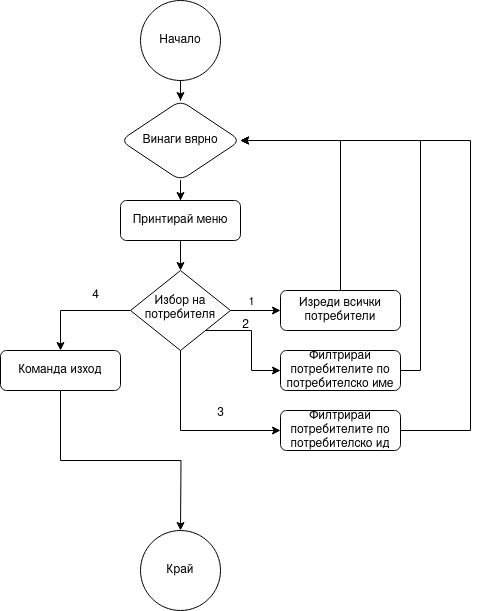 Начало
Винаги вярно
Принтирай меню
Избор на
потребителя
4
1
2
3
Изреди всички
потребители
Команда изход
Филтрирай
потребителите по
потребителско име
Филтрирай
потребителите по
потребителско ид
Край